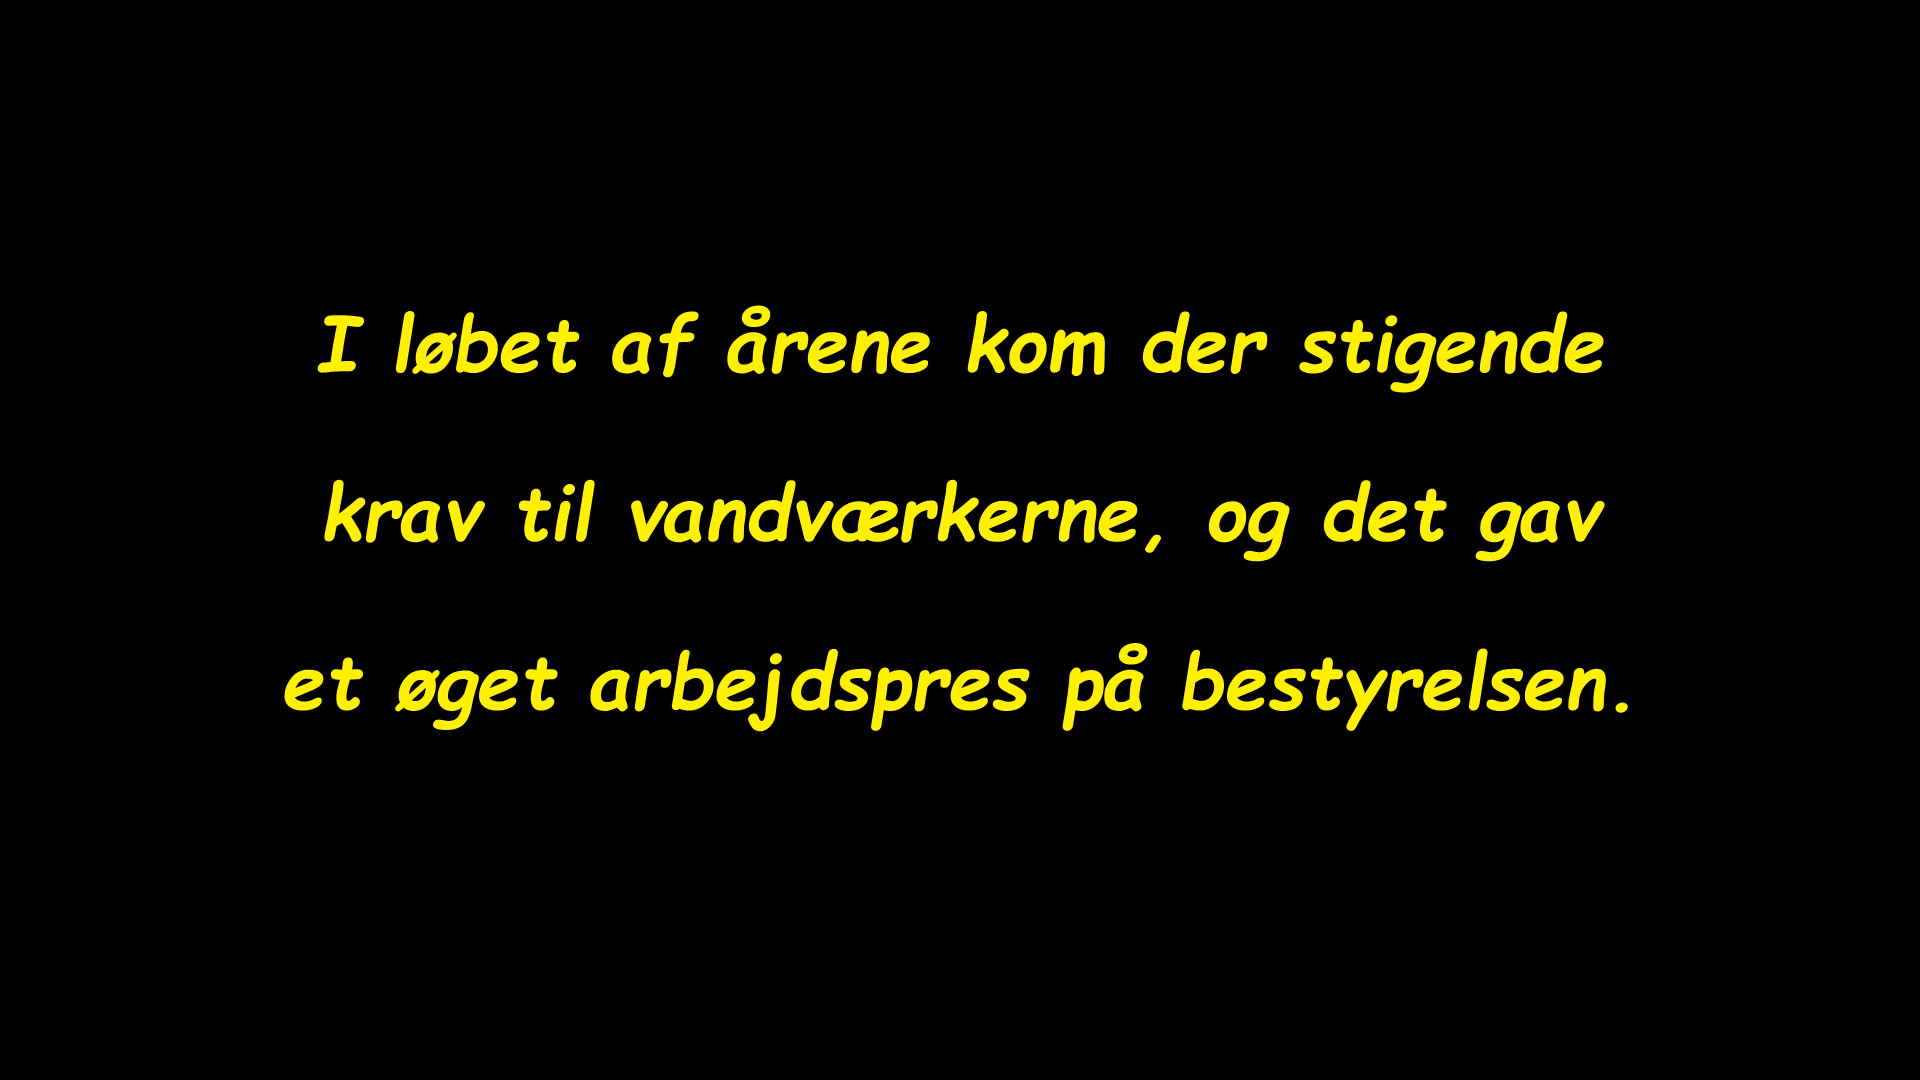 I løbet af årene kom der stigende
krav til vandværkerne, og det gav
et øget arbejdspres på bestyrelsen.